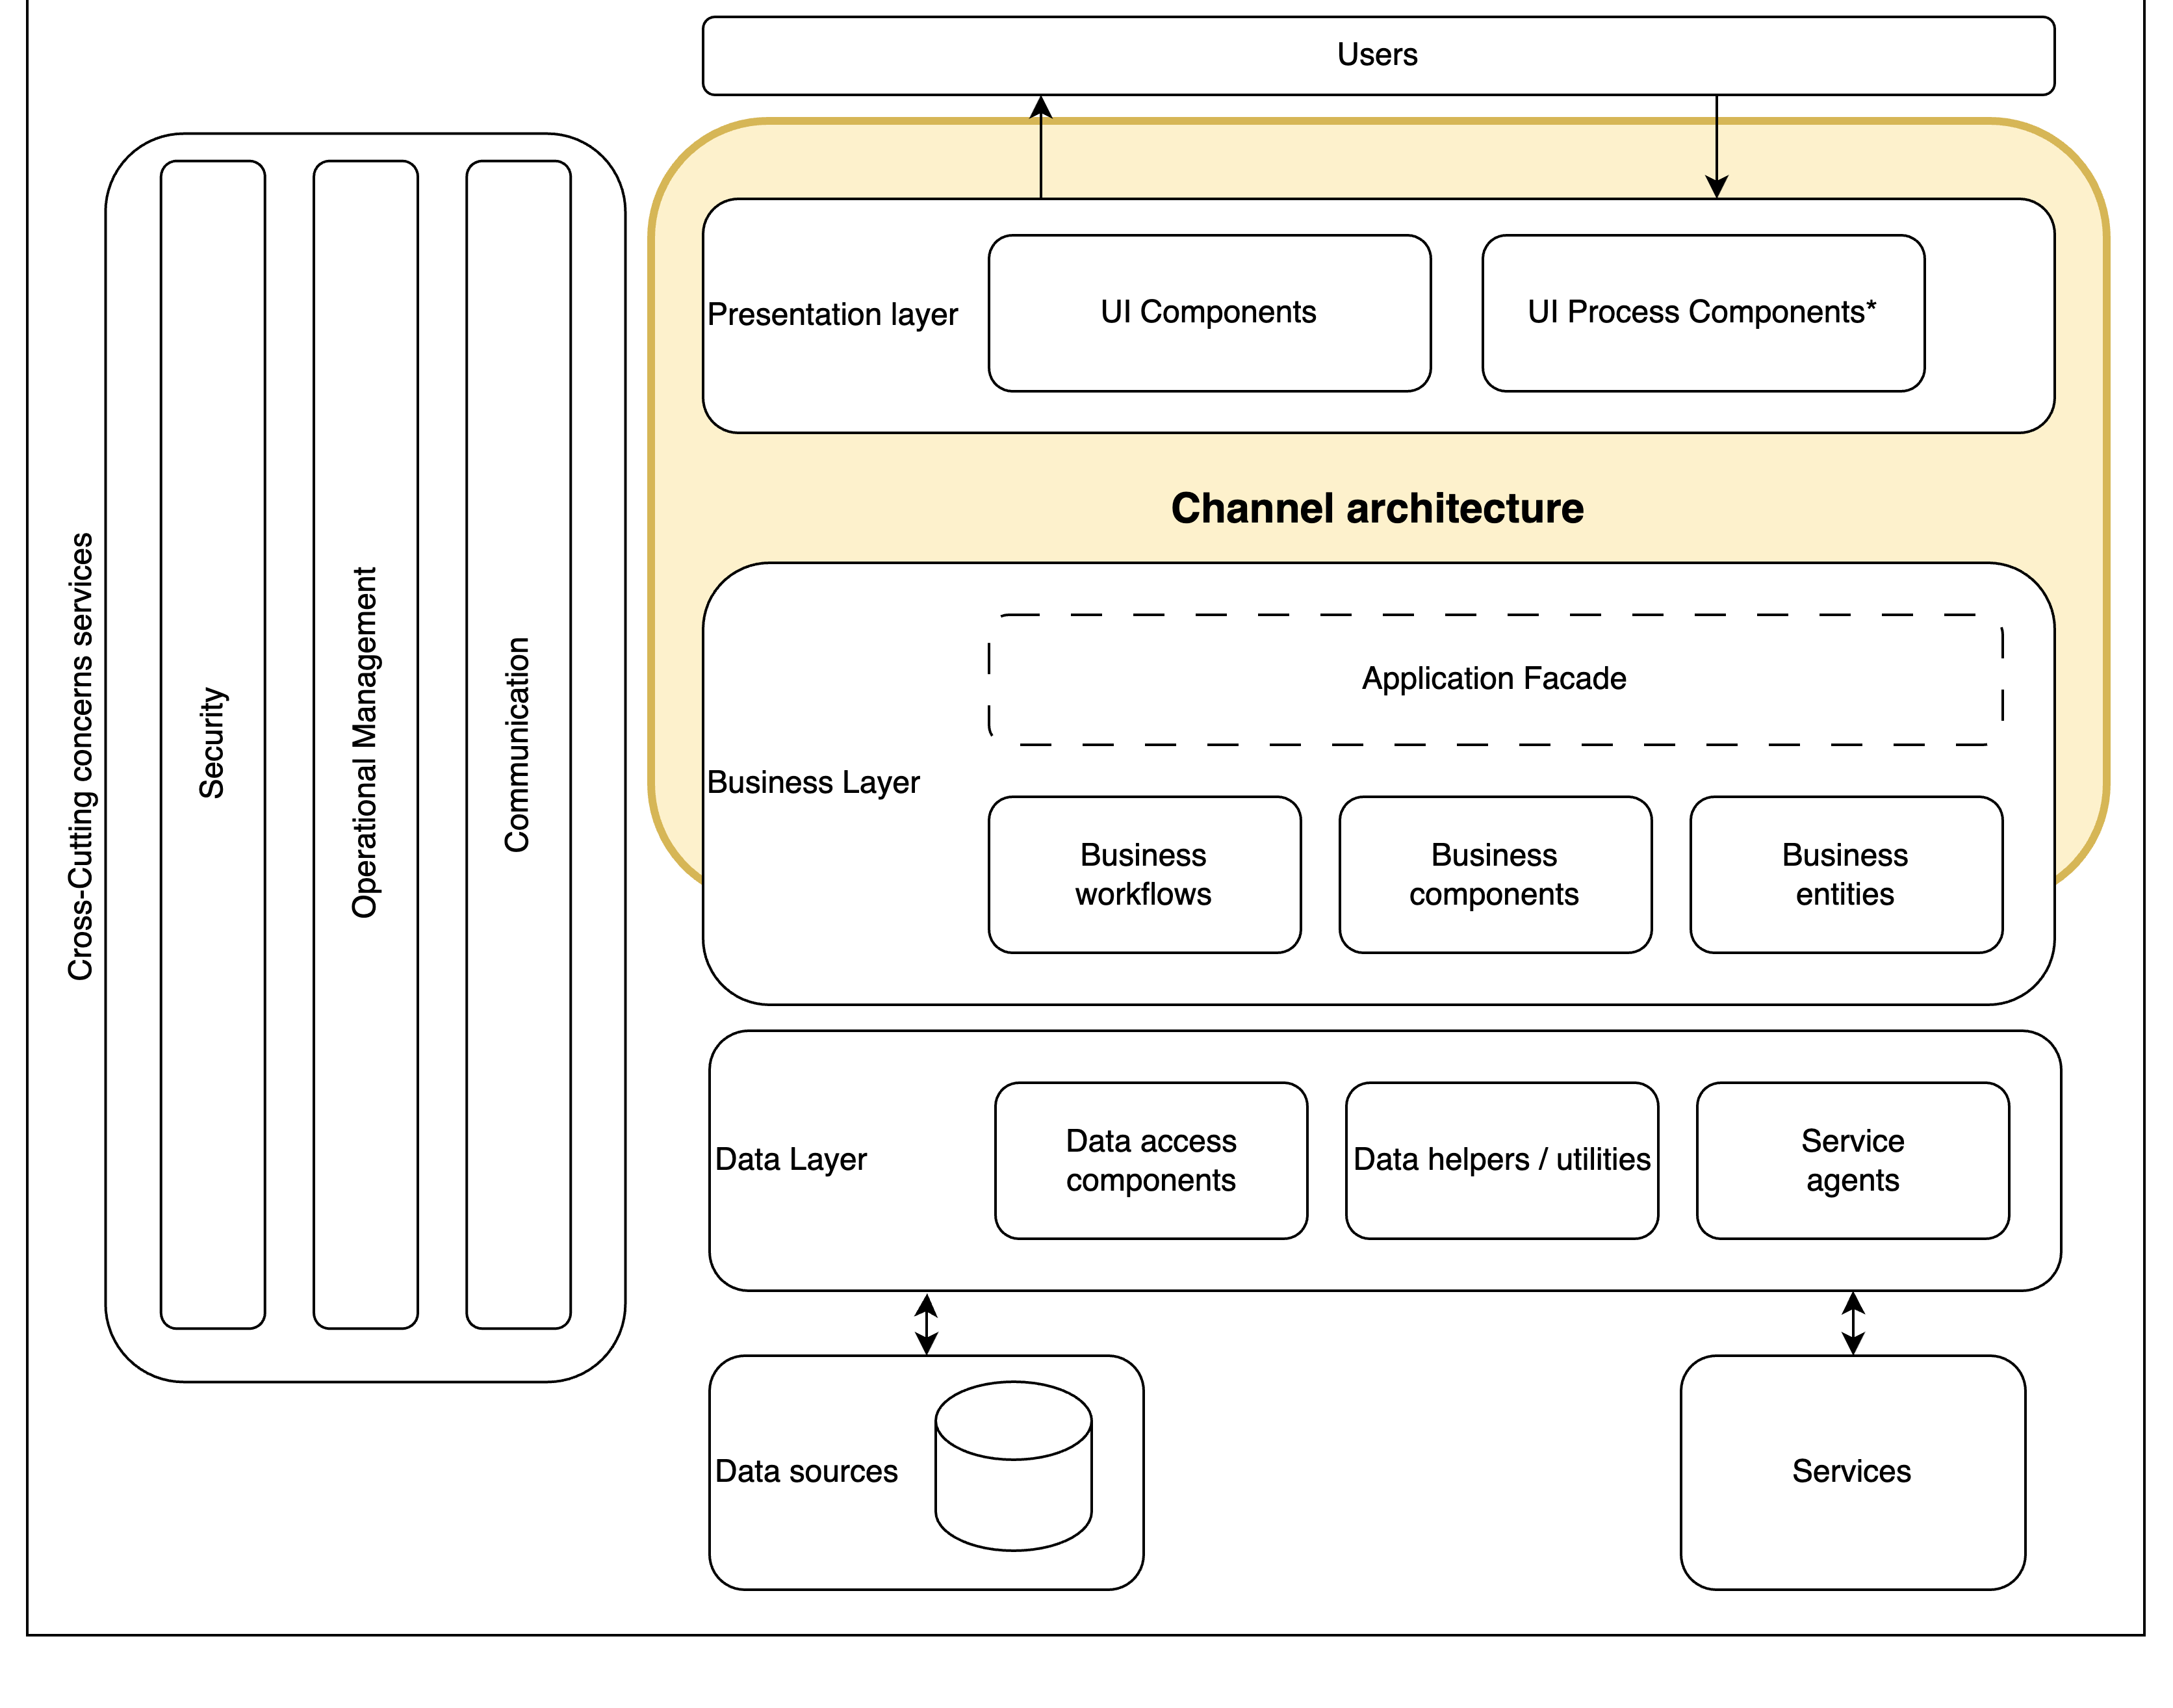 Users
Presentation layer
UI Components
UI Process Components*
Channel architecture
Application Facade
Business Layer
Business
workflows
Business
components
Business
entities
Data Layer
Data access
components
Data helpers / utilities
Service
agents
Data sources
Services
Cross-Cutting concerns services
Security
Operational Management
Communication